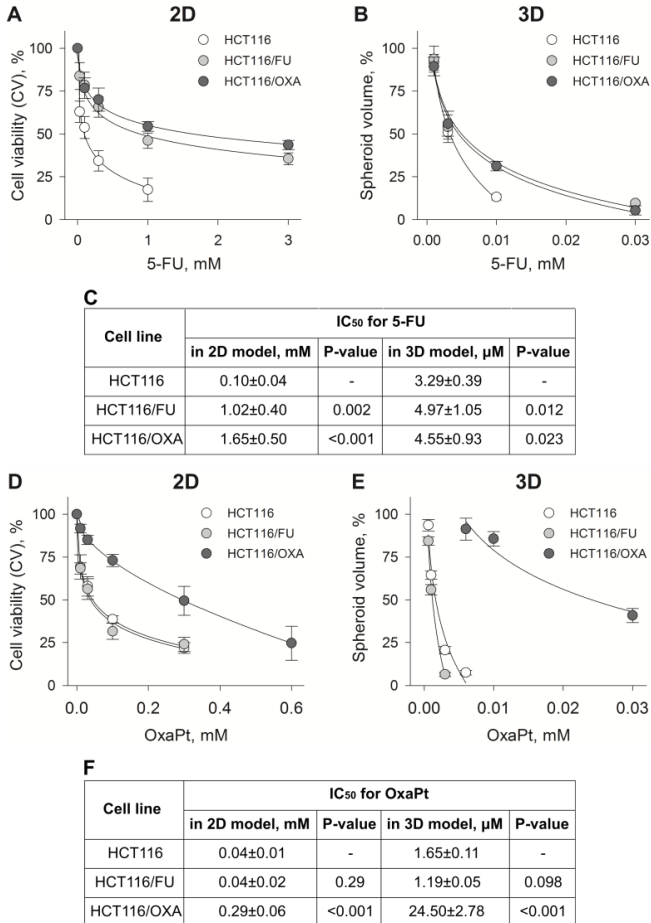 A 2D
HCT116
HCT116/FU
HCT116/OXA
Cell viability (CV), %
100
75
50
25
0
0 1 2 3
5-FU, mM
B 3D
HCT116
HCT116/FU
HCT116/OXA
Spheroid volume, %
100
75
50
25
0
0.00 0.01 0.02 0.03
5-FU, mM
C
Cell line IC50 for 5-FU
in 2D model, mM P-value in 3D model, µM P-value
HCT116 0.10±0.04 - 3.29±0.39 -
HCT116/FU 1.02±0.40 0.002 4.97±1.05 0.012
HCT116/OXA 1.65±0.50 <0.001 4.55±0.93 0.023
D 2D
HCT116
HCT116/FU
HCT116/OXA
Cell viability (CV), %
100
75
50
25
0
0.0 0.2 0.4 0.6
OxaPt, mM
E 3D
HCT116
HCT116/FU
HCT116/OXA
Spheroid volume, %
100
75
50
25
0
0.00 0.01 0.02 0.03
OxaPt, mM
F
Cell line IC50 for OxaPt
in 2D model, mM P-value in 3D model, µM P-value
HCT116 0.04±0.01 - 1.65±0.11 -
HCT116/FU 0.04±0.02 0.29 1.19±0.05 0.098
HCT116/OXA 0.29±0.06 <0.001 24.50±2.78 <0.001